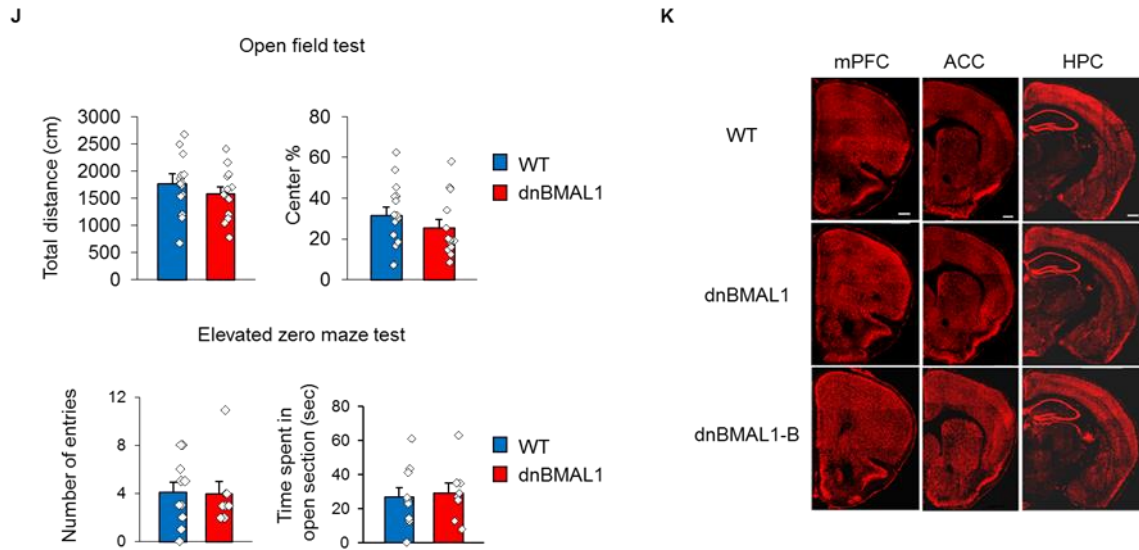 J
Open field test
Total distance (cm)
3000
2500
2000
1500
1000
500
0
Center %
80
60
40
20
0
WT
dnBMAL1
Elevated zero maze test
Number of entries
12
8
4
0
Time spent in
open section (sec)
80
60
40
20
0
WT
dnBMAL1
K
mPFC
ACC
HPC
WT
dnBMAL1
dnBMAL1-B